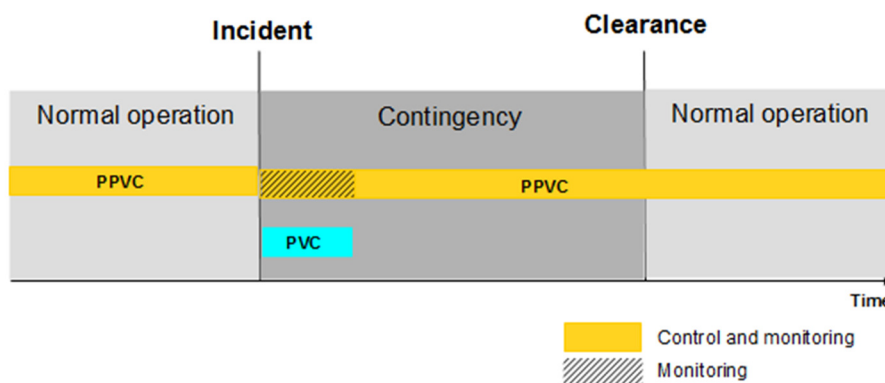 Incident
Clearance
Normal operation
Contingency
Normal operation
PPVC
PPVC
PVC
Time
Control and monitoring
Monitoring